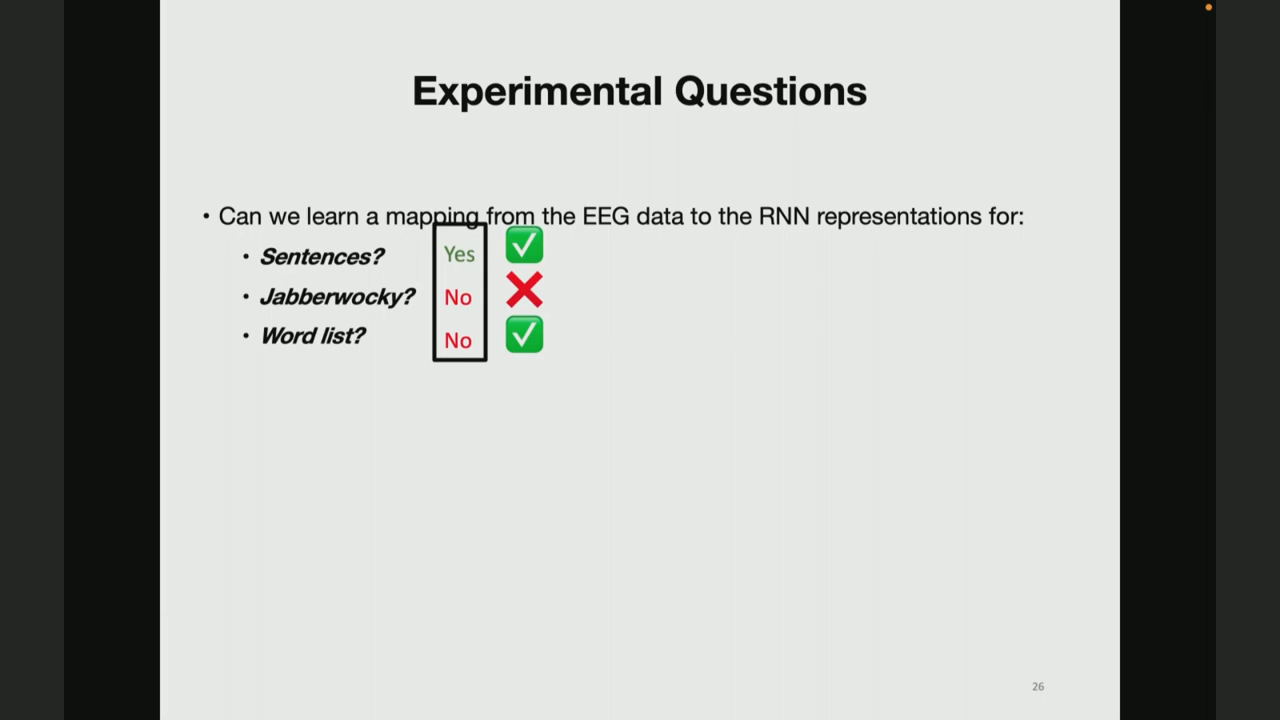 Experimental Questions
• Can we learn a mapping from the EEG data to the RNN representations for:
• Sentences? Yes ✅
• Jabberwocky? No ❌
• Word list? No ✅
26